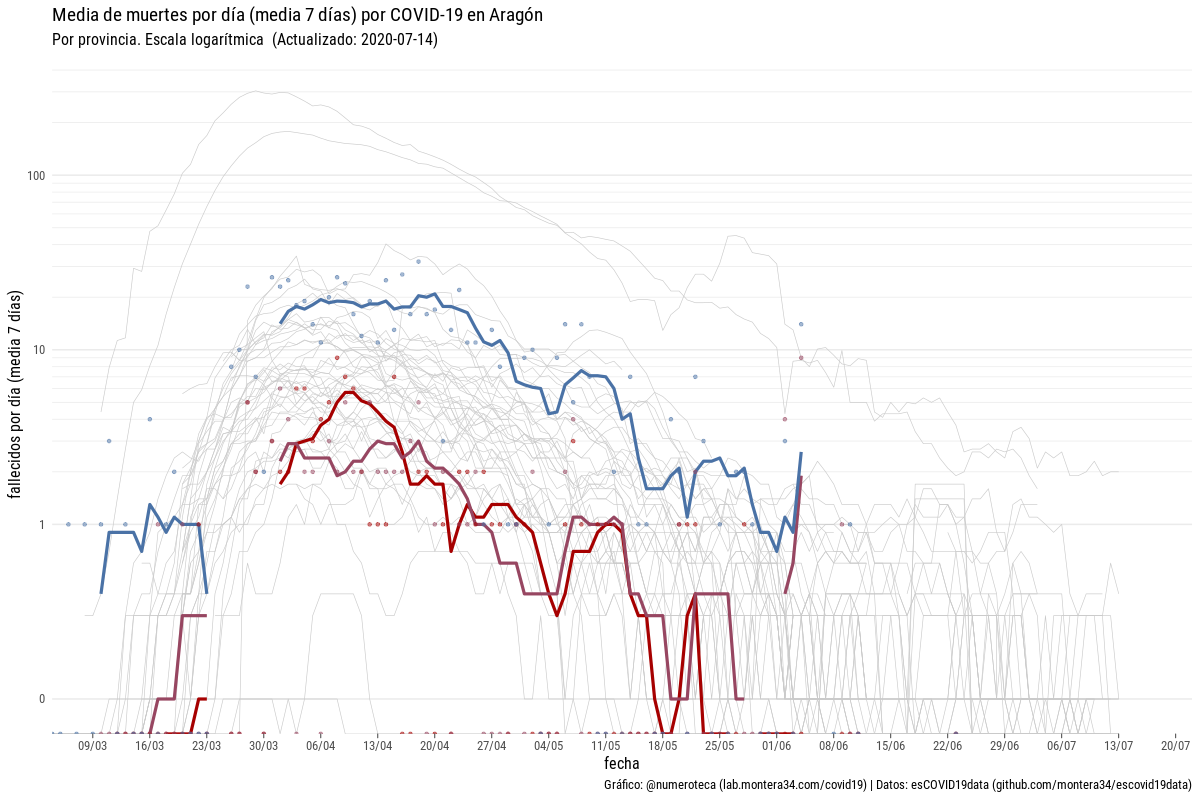 Media de muertes por día (media 7 días) por COVID-19 en Aragón
Por provincia. Escala logarítmica (Actualizado: 2020-07-14)
fallecidos por día (media 7 días)
100
10
1
0
09/03 16/03 23/03 30/03 06/04 13/04 20/04 27/04 04/05 11/05 18/05 25/05 01/06 08/06 15/06 22/06 29/06 06/07 13/07 20/07
fecha
Gráfico: @numeroteca (lab.montera34.com/covid19) | Datos: esCOVID19data (github.com/montera34/escovid19data)